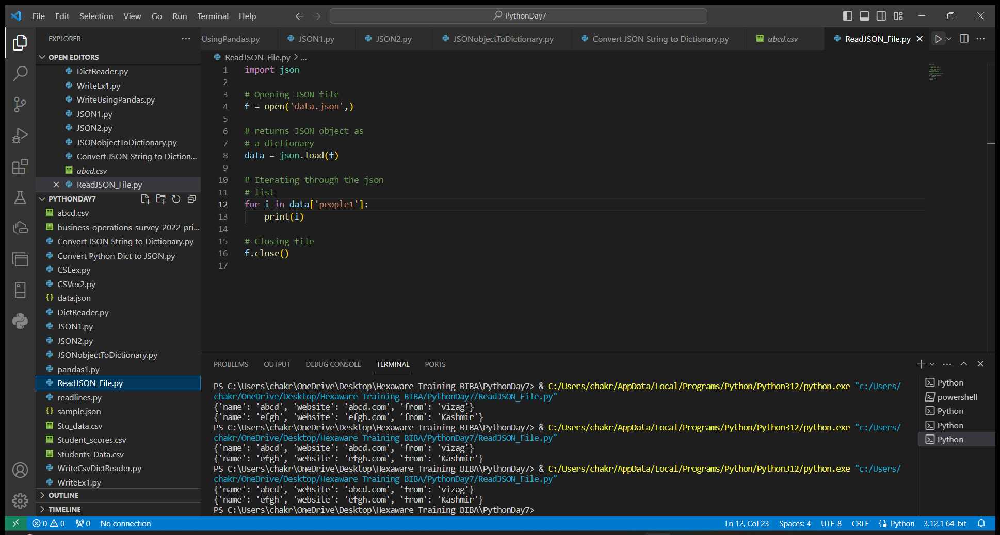 File Edit Selection View Go Run Terminal Help
PythonDay7
EXPLORER
OPEN EDITORS
DictReader.py
WriteEx1.py
WriteUsingPandas.py
JSON1.py
JSON2.py
JSONobjectToDictionary.py
Convert JSON String to Diction...
abcd.csv
ReadJSON_File.py
PYTHONDAY7
abcd.csv
business-operations-survey-2022-pri...
Convert JSON String to Dictionary.py
Convert Python Dict to JSON.py
CSEex.py
CSVex2.py
data.json
DictReader.py
JSON1.py
JSON2.py
JSONobjectToDictionary.py
pandas1.py
ReadJSON_File.py
readlines.py
sample.json
Stu_data.csv
Student_scores.csv
Students_Data.csv
WriteCsvDictReader.py
WriteEx1.py
OUTLINE
TIMELINE
eUsingPandas.py JSON1.py JSON2.py JSONobjectToDictionary.py Convert JSON String to Dictionary.py abcd.csv ReadJSON_File.py
ReadJSON_File.py > ...
1 import json
2
3 # Opening JSON file
4 f = open('data.json',)
5
6 # returns JSON object as
7 # a dictionary
8 data = json.load(f)
9
10 # Iterating through the json
11 # list
12 for i in data['people1']:
13     print(i)
14
15 # Closing file
16 f.close()
17
PROBLEMS OUTPUT DEBUG CONSOLE TERMINAL PORTS
PS C:\Users\chakr\OneDrive\Desktop\Hexaware Training BIBA\PythonDay7> & C:/Users/chakr/AppData/Local/Programs/Python/Python312/python.exe "c:/Users/
chakr/OneDrive/Desktop/Hexaware Training BIBA/PythonDay7/ReadJSON_File.py"
{'name': 'abcd', 'website': 'abcd.com', 'from': 'vizag'}
{'name': 'efgh', 'website': 'efgh.com', 'from': 'Kashmir'}
PS C:\Users\chakr\OneDrive\Desktop\Hexaware Training BIBA\PythonDay7> & C:/Users/chakr/AppData/Local/Programs/Python/Python312/python.exe "c:/Users/
chakr/OneDrive/Desktop/Hexaware Training BIBA/PythonDay7/ReadJSON_File.py"
{'name': 'abcd', 'website': 'abcd.com', 'from': 'vizag'}
{'name': 'efgh', 'website': 'efgh.com', 'from': 'Kashmir'}
PS C:\Users\chakr\OneDrive\Desktop\Hexaware Training BIBA\PythonDay7> & C:/Users/chakr/AppData/Local/Programs/Python/Python312/python.exe "c:/Users/
chakr/OneDrive/Desktop/Hexaware Training BIBA/PythonDay7/ReadJSON_File.py"
{'name': 'abcd', 'website': 'abcd.com', 'from': 'vizag'}
{'name': 'efgh', 'website': 'efgh.com', 'from': 'Kashmir'}
PS C:\Users\chakr\OneDrive\Desktop\Hexaware Training BIBA\PythonDay7>
Python
powershell
Python
Python
Python
0 0 0 No connection
Ln 12, Col 23 Spaces: 4 UTF-8 CRLF Python 3.12.1 64-bit